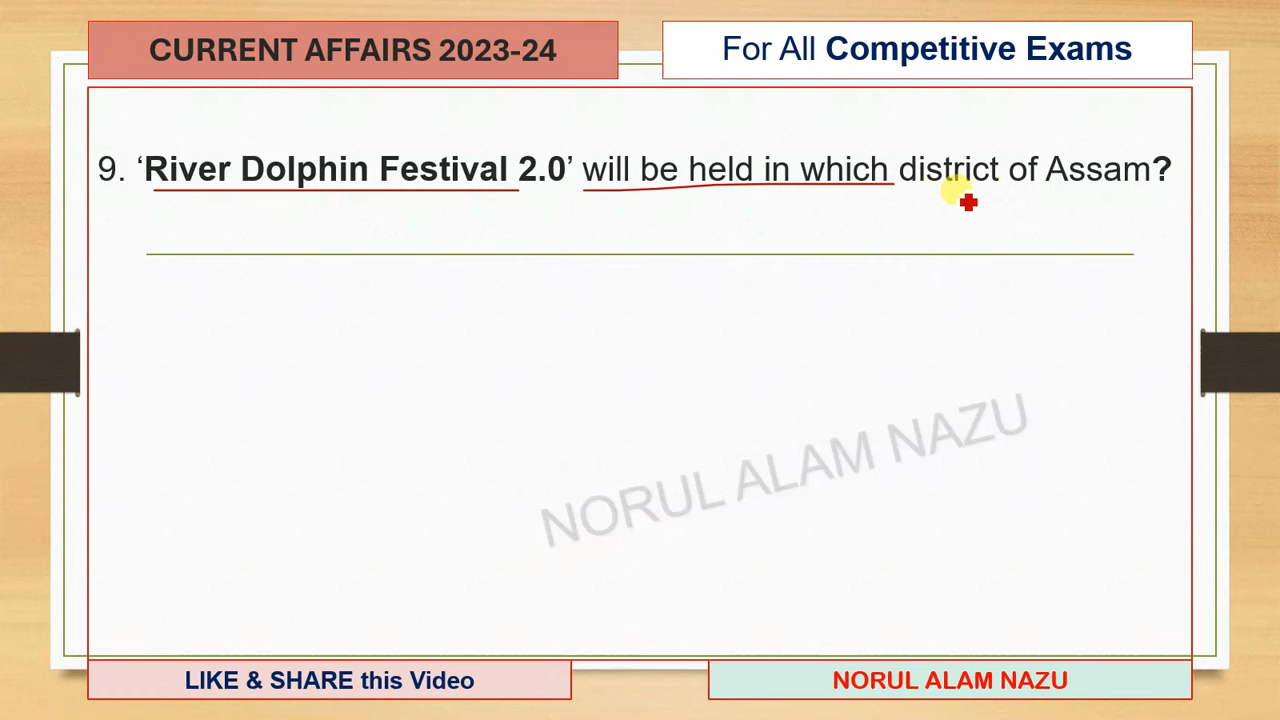 CURRENT AFFAIRS 2023-24
For All Competitive Exams
9. ‘River Dolphin Festival 2.0’ will be held in which district of Assam?
NORUL ALAM NAZU
LIKE & SHARE this Video
NORUL ALAM NAZU